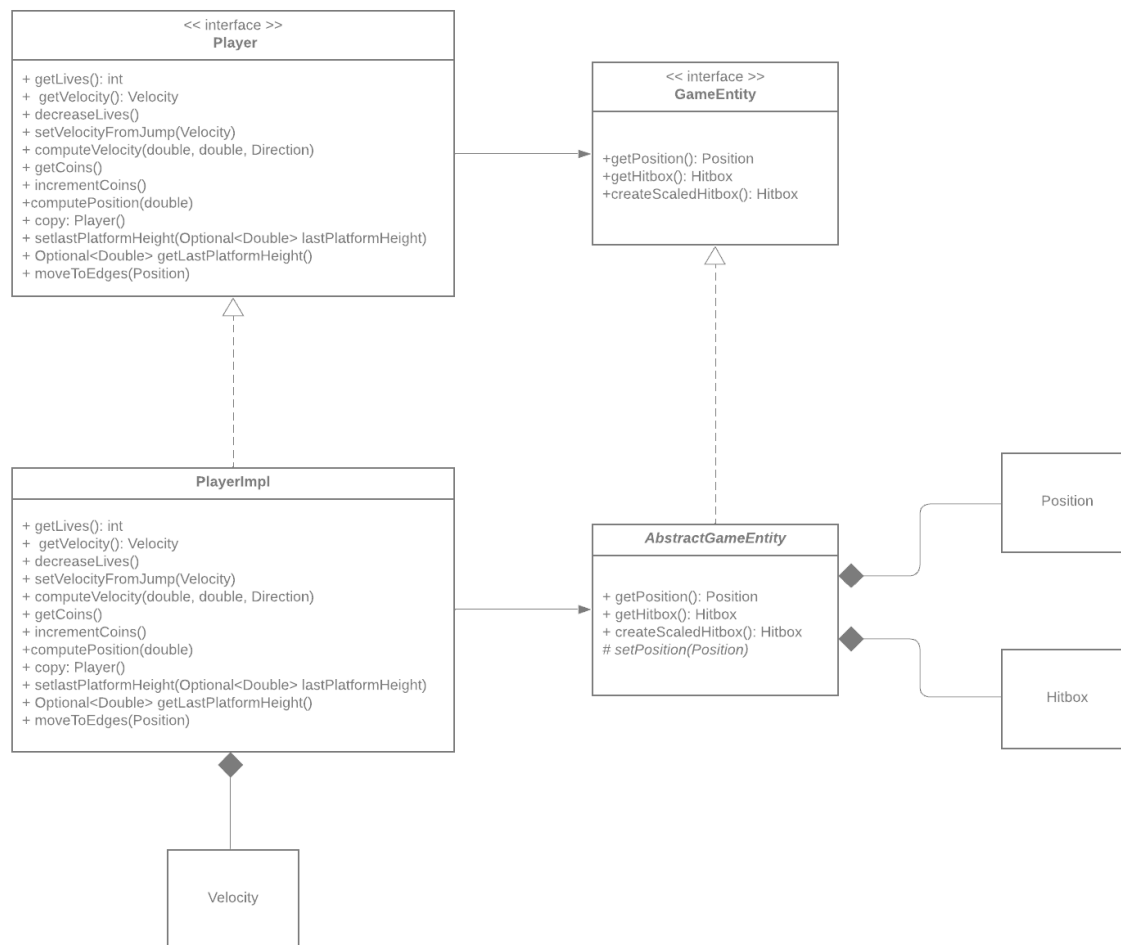 << interface >>
Player
+ getLives(): int
+  getVelocity(): Velocity
+ decreaseLives()
+ setVelocityFromJump(Velocity)
+ computeVelocity(double, double, Direction)
+ getCoins()
+ incrementCoins()
+computePosition(double)
+ copy: Player()
+ setlastPlatformHeight(Optional<Double> lastPlatformHeight)
+ Optional<Double> getLastPlatformHeight()
+ moveToEdges(Position)
<< interface >>
GameEntity
+getPosition(): Position
+getHitbox(): Hitbox
+createScaledHitbox(): Hitbox
PlayerImpl
+ getLives(): int
+  getVelocity(): Velocity
+ decreaseLives()
+ setVelocityFromJump(Velocity)
+ computeVelocity(double, double, Direction)
+ getCoins()
+ incrementCoins()
+computePosition(double)
+ copy: Player()
+ setlastPlatformHeight(Optional<Double> lastPlatformHeight)
+ Optional<Double> getLastPlatformHeight()
+ moveToEdges(Position)
AbstractGameEntity
+ getPosition(): Position
+ getHitbox(): Hitbox
+ createScaledHitbox(): Hitbox
# setPosition(Position)
Position
Hitbox
Velocity